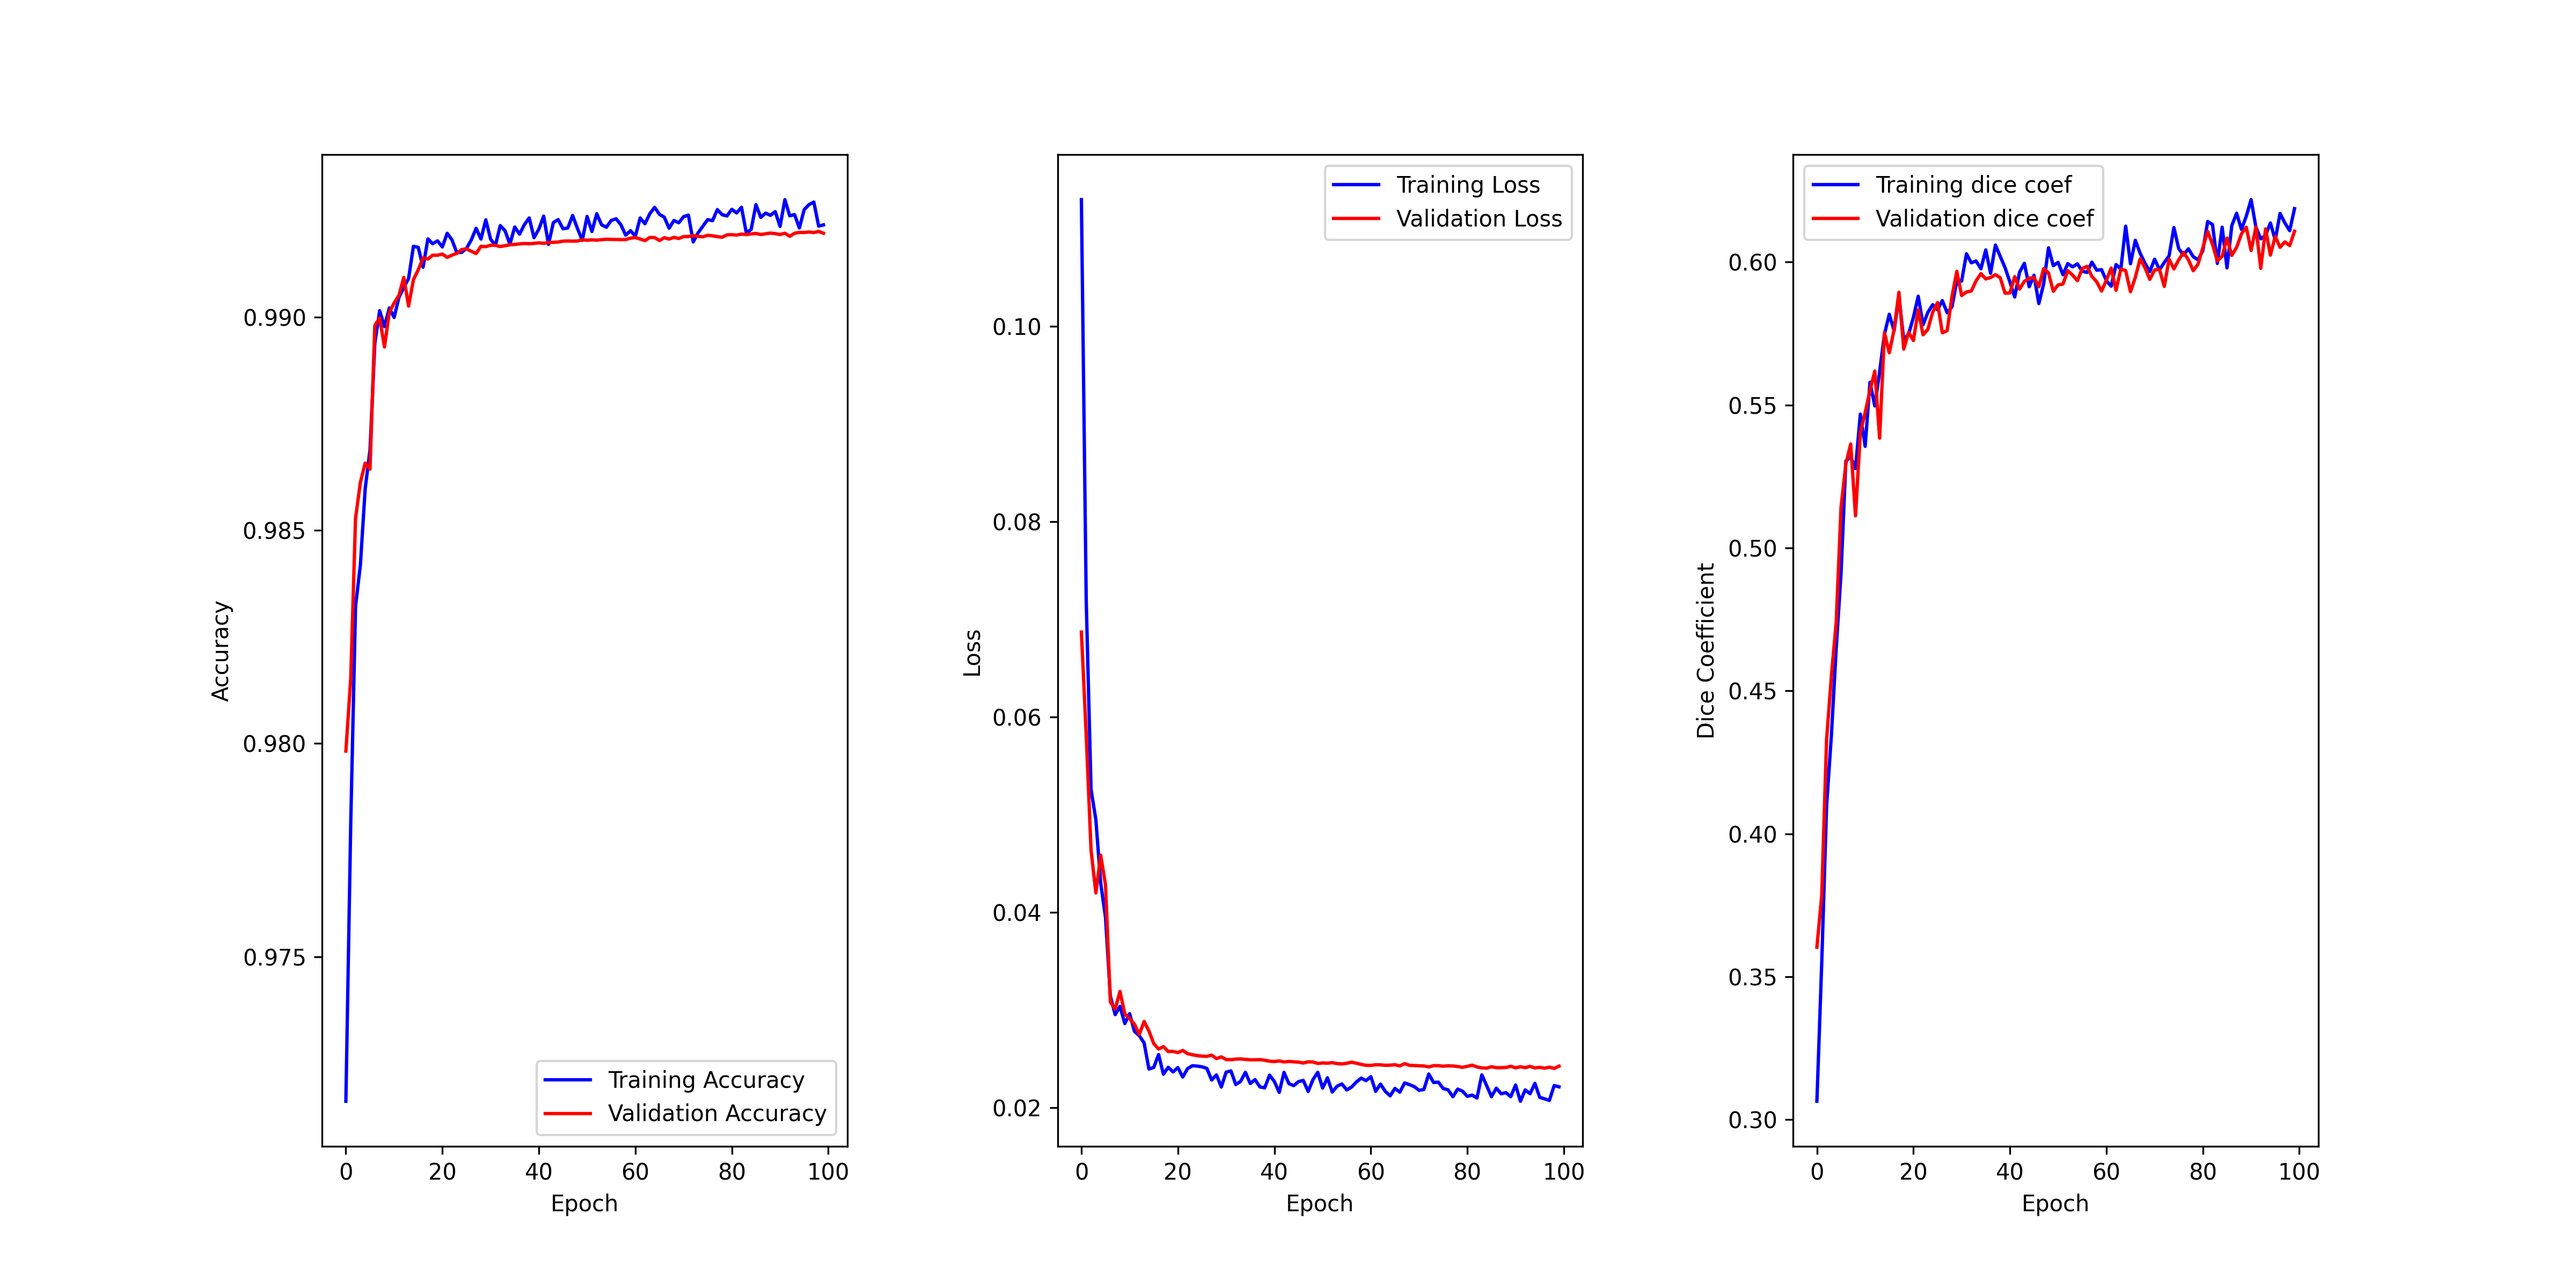 Accuracy
0.990
0.985
0.980
0.975
Training Accuracy
Validation Accuracy
0 20 40 60 80 100
Epoch
Training Loss
Validation Loss
Loss
0.10
0.08
0.06
0.04
0.02
0 20 40 60 80 100
Epoch
Training dice coef
Validation dice coef
Dice Coefficient
0.60
0.55
0.50
0.45
0.40
0.35
0.30
0 20 40 60 80 100
Epoch